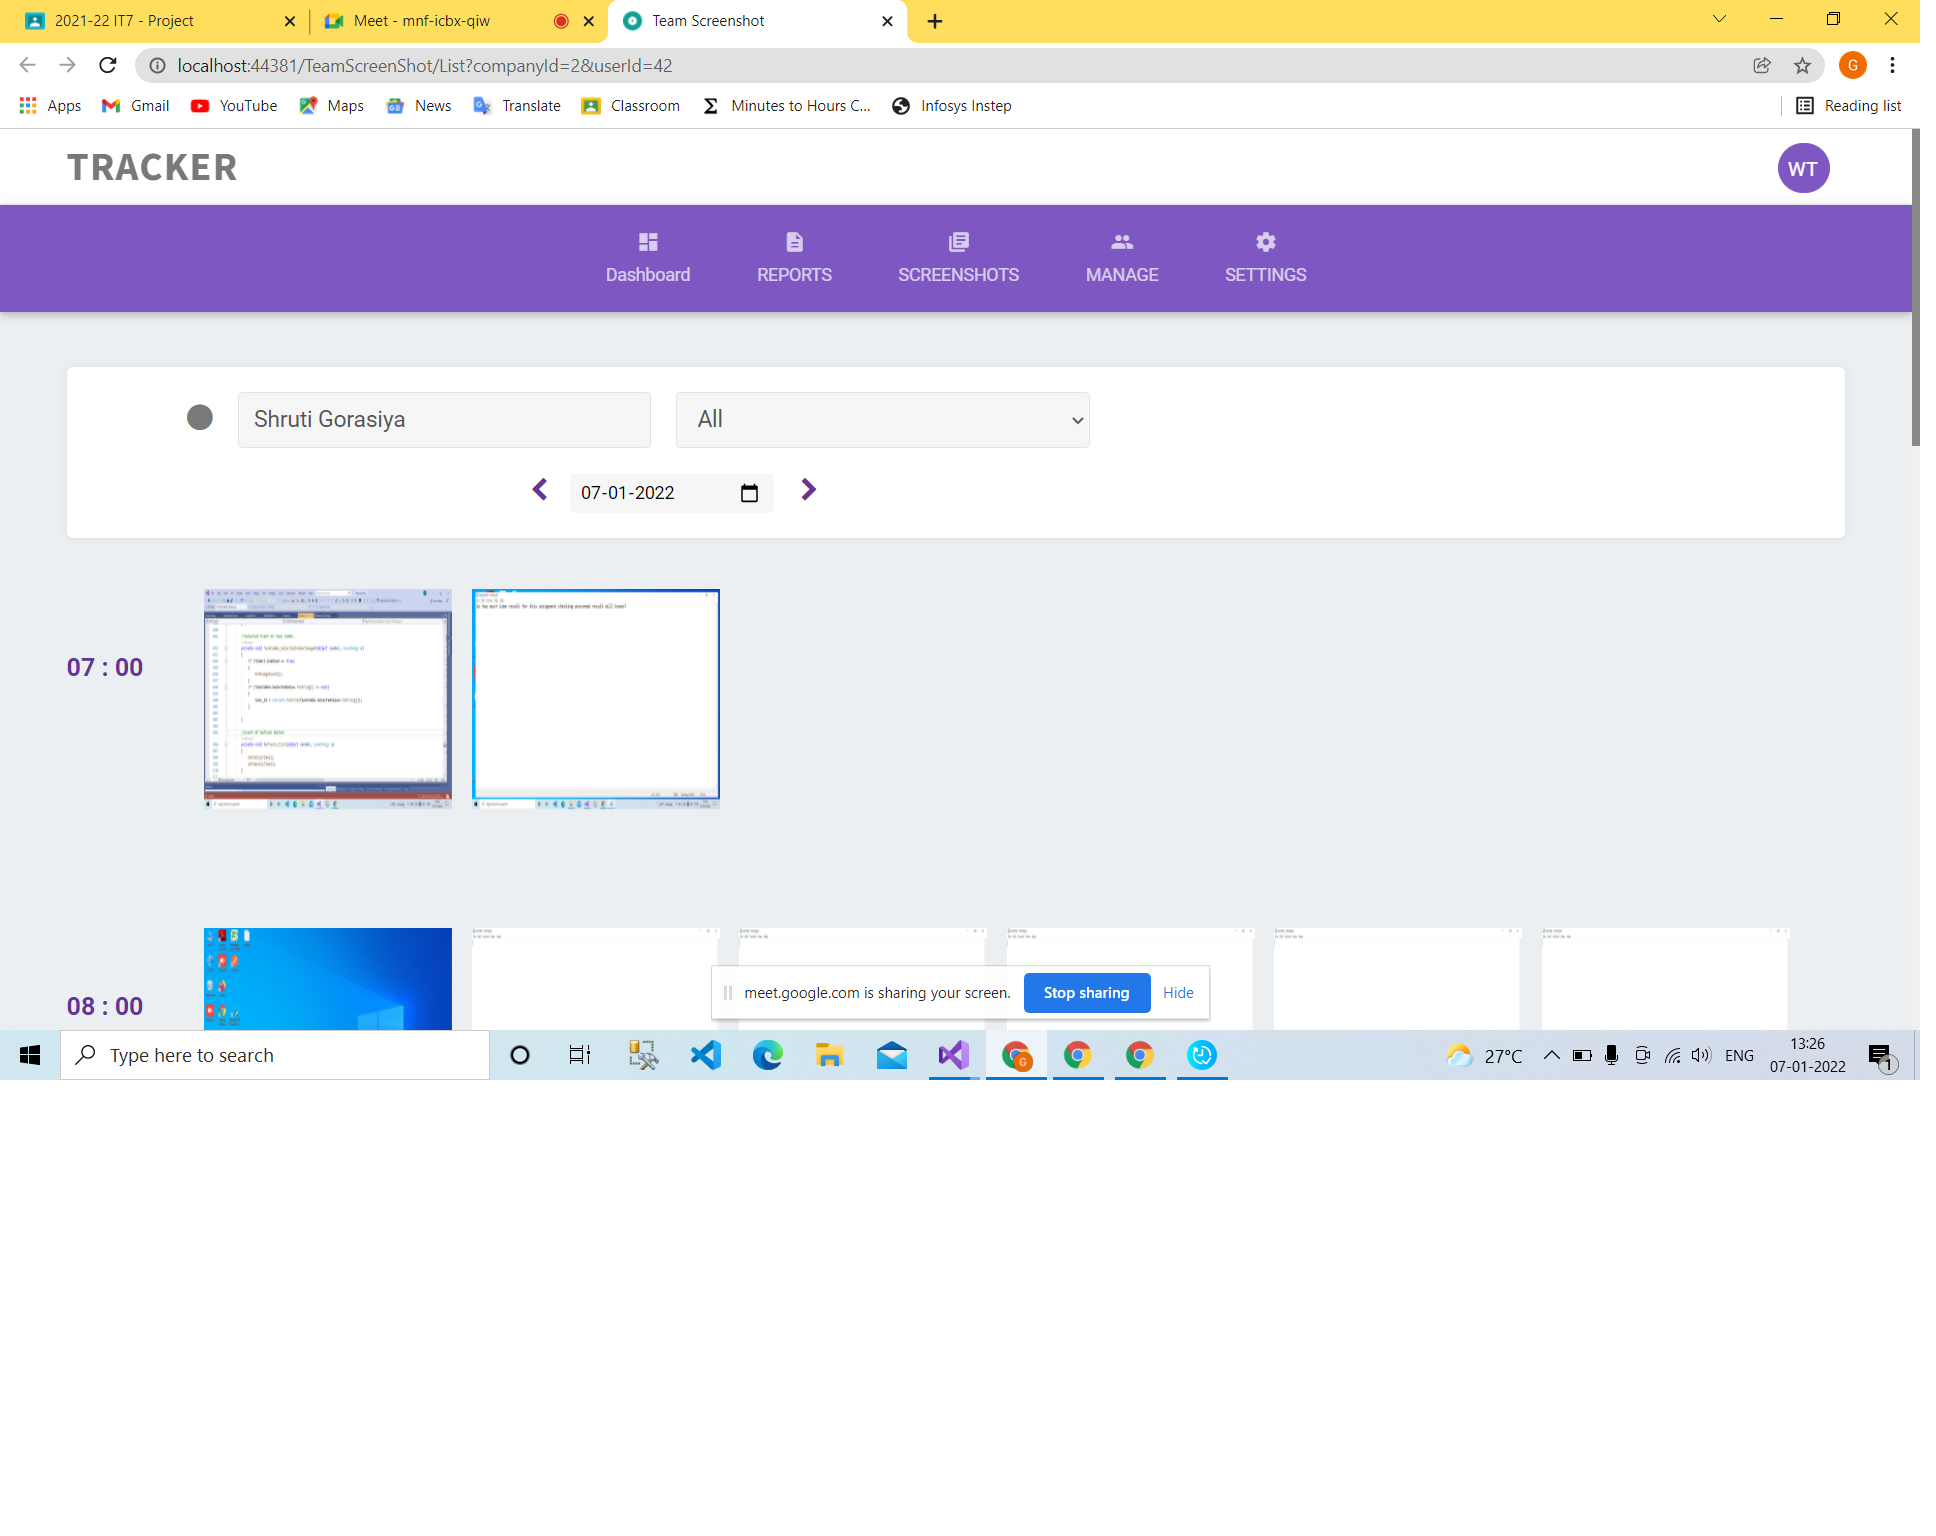 2021-22 IT7 - Project
Meet - mnf-icbx-qiw
Team Screenshot
localhost:44381/TeamScreenShot/List?companyId=2&userId=42
G
Apps
Gmail
YouTube
Maps
News
Translate
Classroom
Minutes to Hours C...
Infosys Instep
Reading list
TRACKER
WT
Dashboard
REPORTS
SCREENSHOTS
MANAGE
SETTINGS
Shruti Gorasiya
All
07-01-2022
07 : 00
08 : 00
meet.google.com is sharing your screen.
Stop sharing
Hide
Type here to search
27°C
ENG
13:26
07-01-2022
1